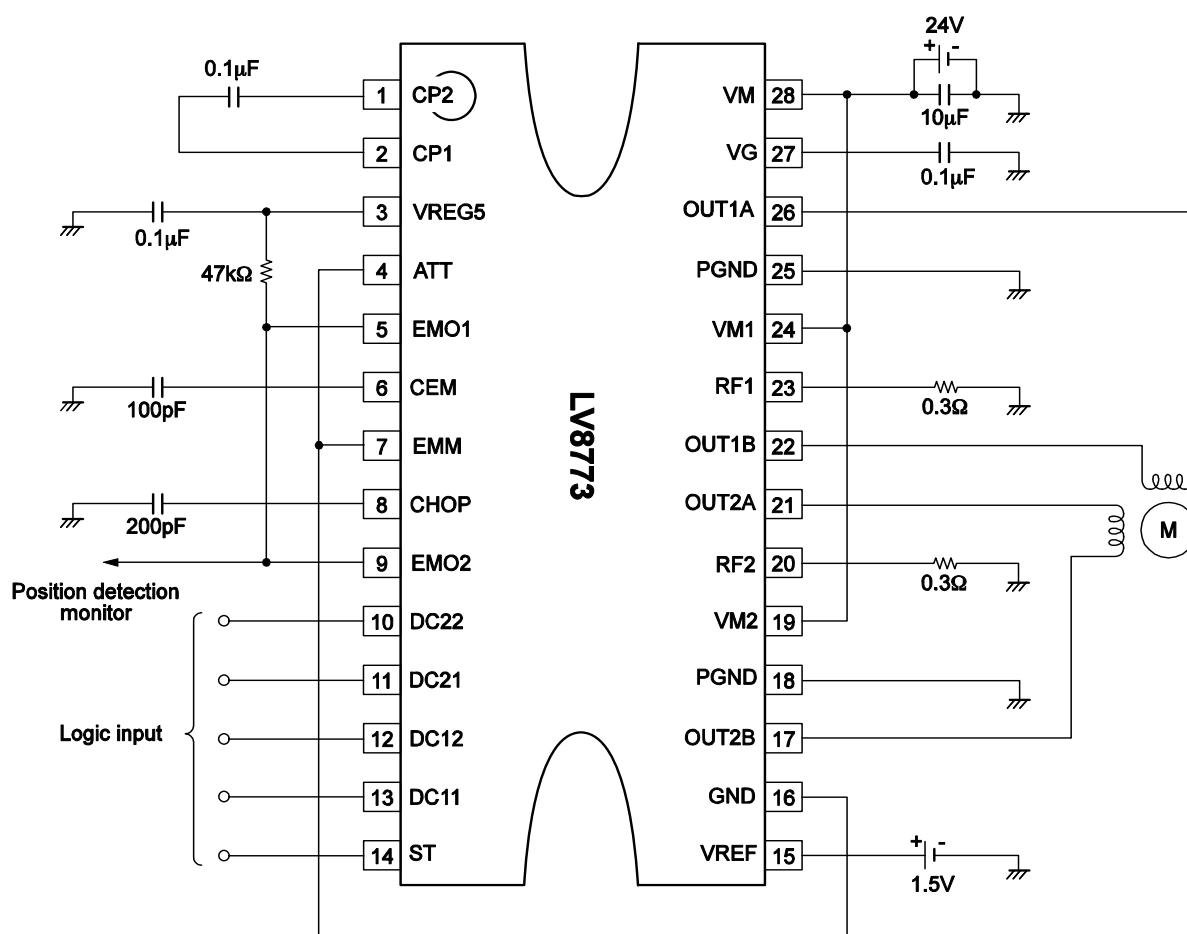 24V
+ -
0.1µF
1 CP2
VM 28
10µF
2 CP1
VG 27
0.1µF
3 VREG5
OUT1A 26
0.1µF
47kΩ
4 ATT
PGND 25
5 EMO1
VM1 24
6 CEM
RF1 23
100pF
0.3Ω
LV8773
7 EMM
OUT1B 22
8 CHOP
OUT2A 21
200pF
M
9 EMO2
RF2 20
0.3Ω
Position detection
monitor
10 DC22
VM2 19
11 DC21
PGND 18
Logic input
12 DC12
OUT2B 17
13 DC11
GND 16
14 ST
VREF 15
+ -
1.5V